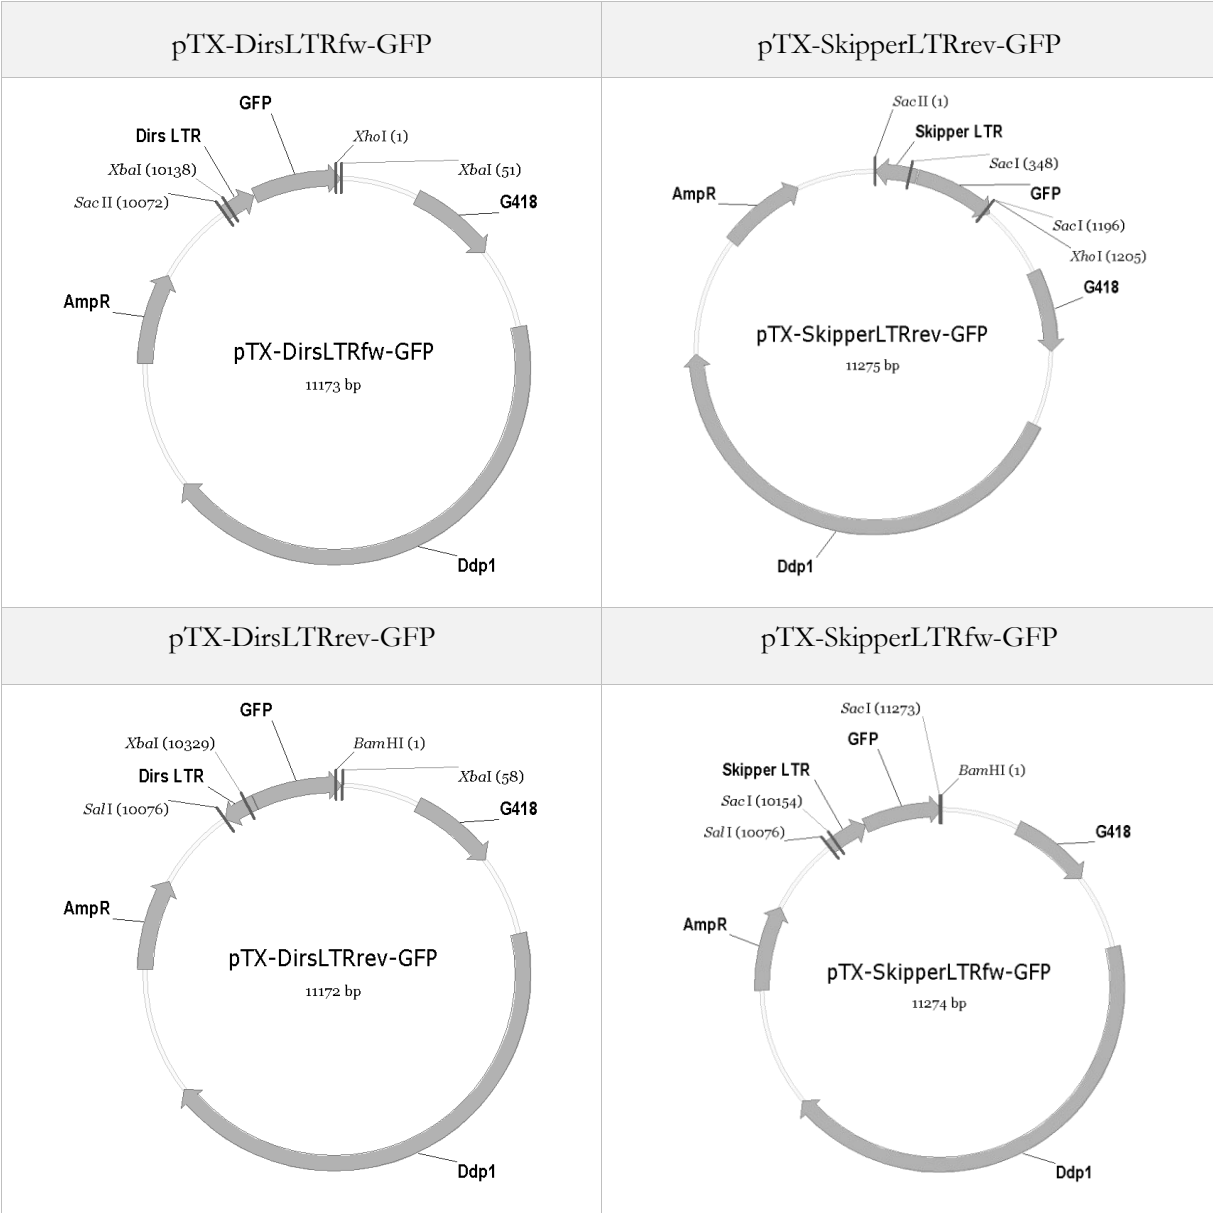 pTX-DirsLTRfw-GFP
GFP
Dirs LTR
XhoI (1)
XbaI (10138)
XbaI (51)
SacII (10072)
G418
AmpR
pTX-DirsLTRfw-GFP
11173 bp
Ddp1
pTX-SkipperLTRrev-GFP
SacII (1)
Skipper LTR
SacI (348)
AmpR
GFP
SacI (1196)
XhoI (1205)
G418
pTX-SkipperLTRrev-GFP
11275 bp
Ddp1
pTX-DirsLTRrev-GFP
GFP
XbaI (10329)
BamHI (1)
Dirs LTR
XbaI (58)
SalI (10076)
G418
AmpR
pTX-DirsLTRrev-GFP
11172 bp
Ddp1
pTX-SkipperLTRfw-GFP
SacI (11273)
GFP
Skipper LTR
BamHI (1)
SacI (10154)
SalI (10076)
G418
AmpR
pTX-SkipperLTRfw-GFP
11274 bp
Ddp1